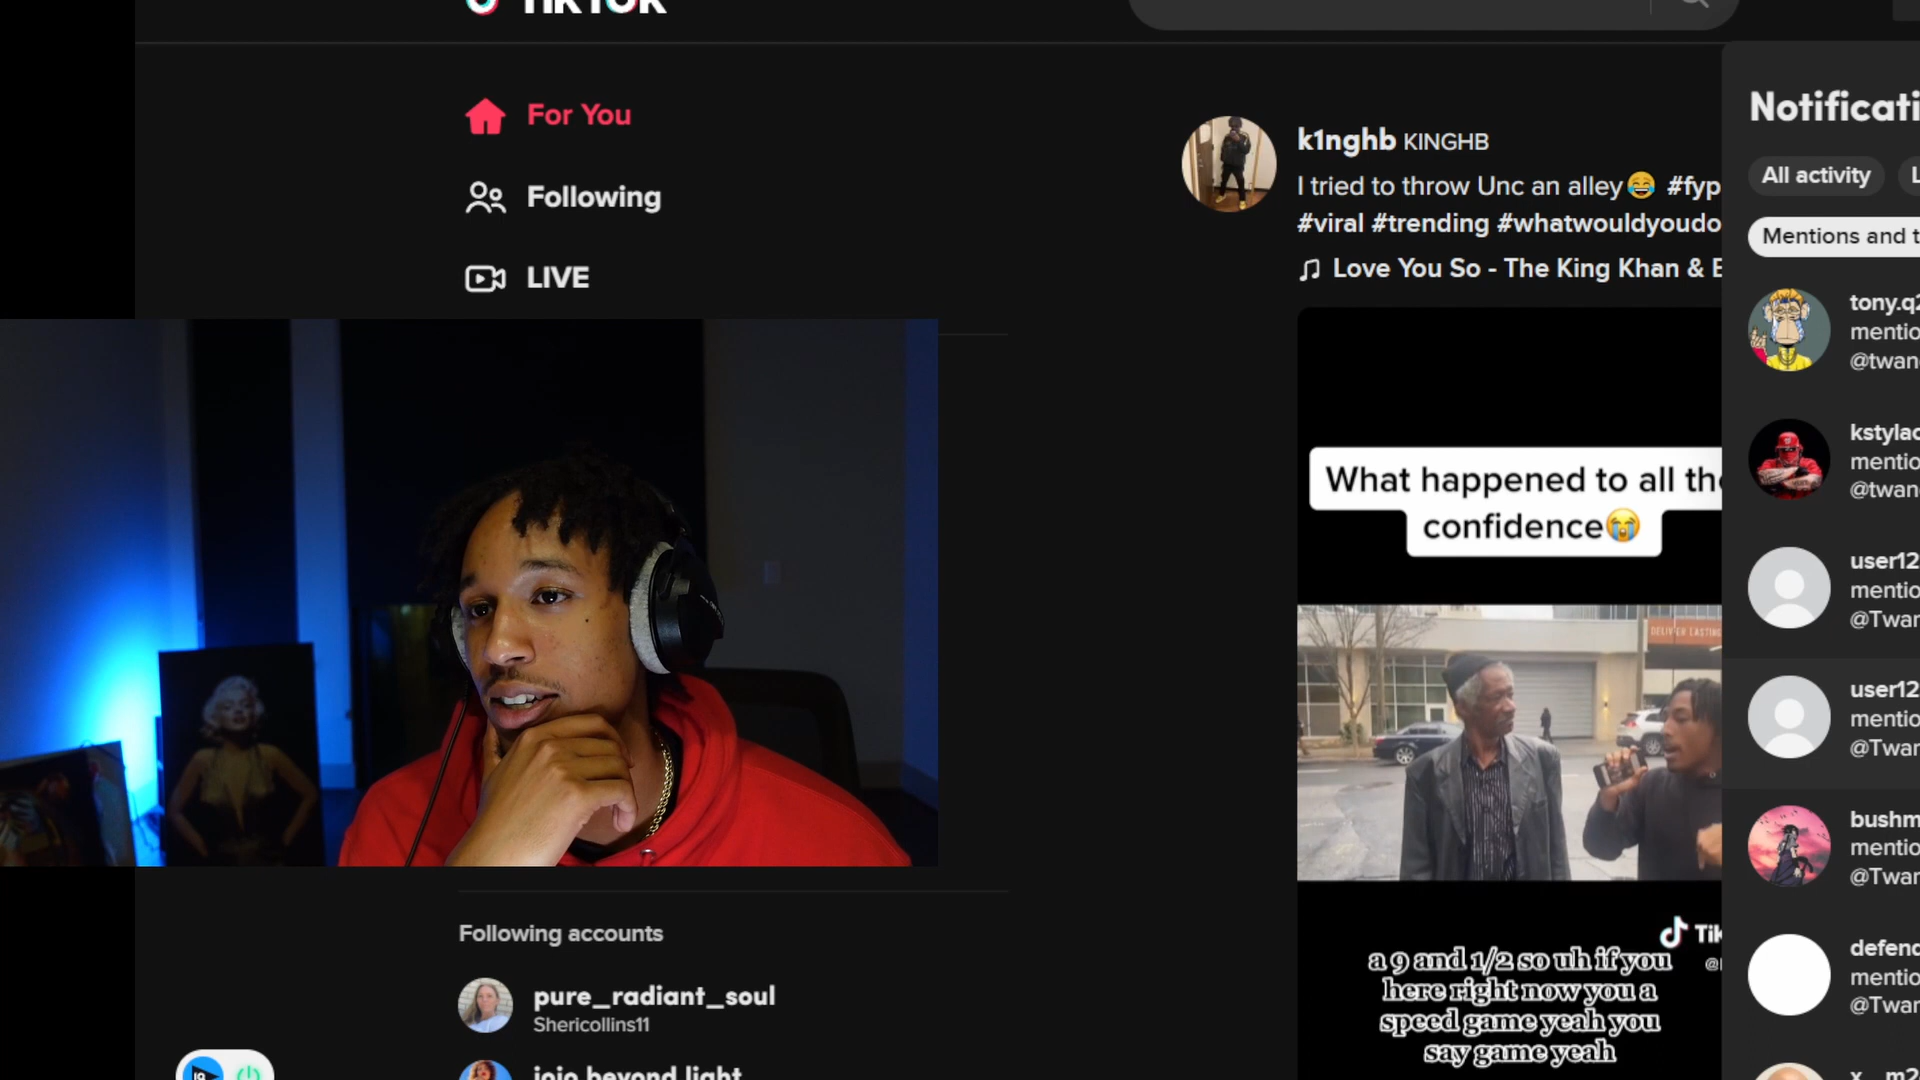 TikTok
For You
Following
LIVE
k1nghb KINGHB
I tried to throw Unc an alley😂 #fyp
#viral #trending #whatwouldyoudo
Love You So - The King Khan &
What happened to all
confidence😭
DELIVER LASTING
a 9 and 1/2 so uh if you
here right now you a
speed game yeah you
say game yeah
Following accounts
pure_radiant_soul
Shericollins11
jojo.beyond.light
Notificati
All activity
L
Mentions and t
tony.q2
mentio
@twan
kstylac
mentio
@twan
user12
mentio
@Twar
user12
mentio
@Twar
bushm
mentio
@Twar
defend
mentio
@Twar